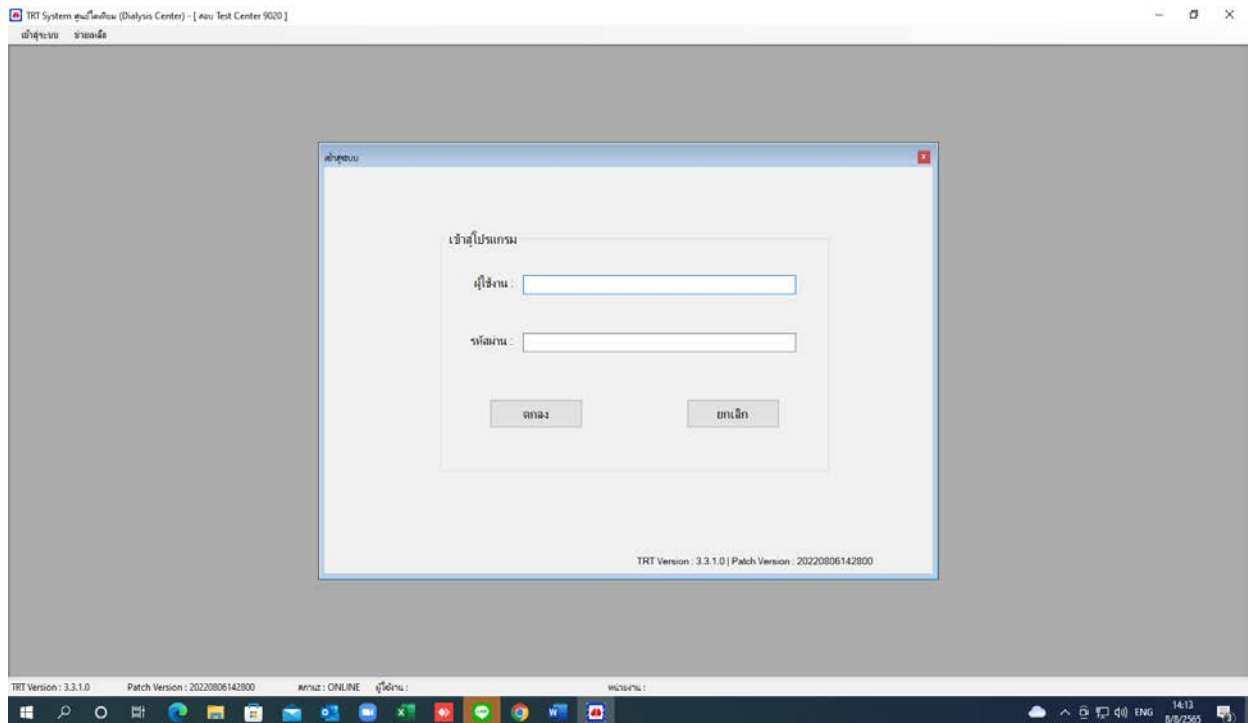 TRT System ศูนย์ไตเทียม (Dialysis Center) - [ สอบ Test Center 9020 ]
เข้าสู่ระบบ ช่วยเหลือ
เข้าสู่ระบบ
เข้าสู่โปรแกรม
ผู้ใช้งาน :
รหัสผ่าน :
ตกลง ยกเลิก
TRT Version : 3.3.1.0 | Patch Version : 20220806142800
TRT Version : 3.3.1.0 Patch Version : 20220806142800 สถานะ : ONLINE ผู้ใช้งาน : หน่วยงาน :
ENG 14:13
8/8/2565